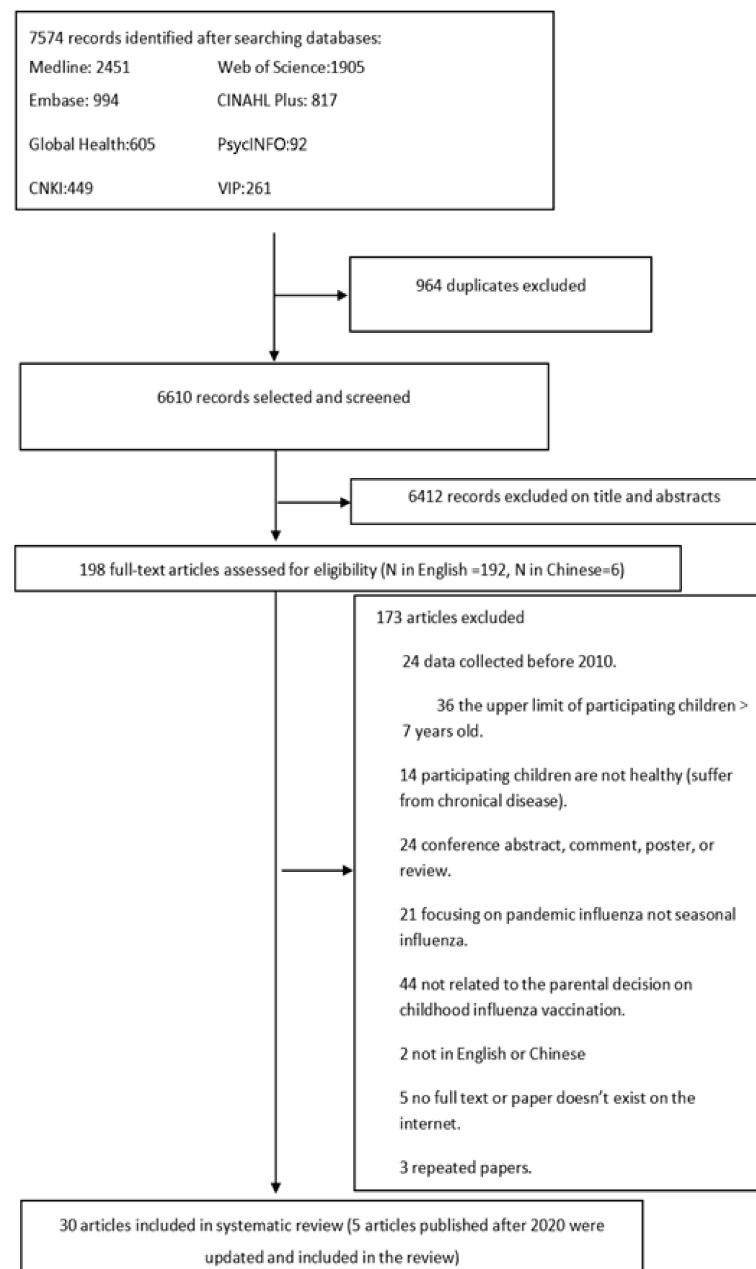 7574 records identified after searching databases:
Medline: 2451 Web of Science:1905
Embase: 994 CINAHL Plus: 817
Global Health:605 PsycINFO:92
CNKI:449 VIP:261
964 duplicates excluded
6610 records selected and screened
6412 records excluded on title and abstracts
198 full-text articles assessed for eligibility (N in English =192, N in Chinese=6)
173 articles excluded
24 data collected before 2010.
36 the upper limit of participating children >
7 years old.
14 participating children are not healthy (suffer
from chronical disease).
24 conference abstract, comment, poster, or
review.
21 focusing on pandemic influenza not seasonal
influenza.
44 not related to the parental decision on
childhood influenza vaccination.
2 not in English or Chinese
5 no full text or paper doesn't exist on the
internet.
3 repeated papers.
30 articles included in systematic review (5 articles published after 2020 were
updated and included in the review)